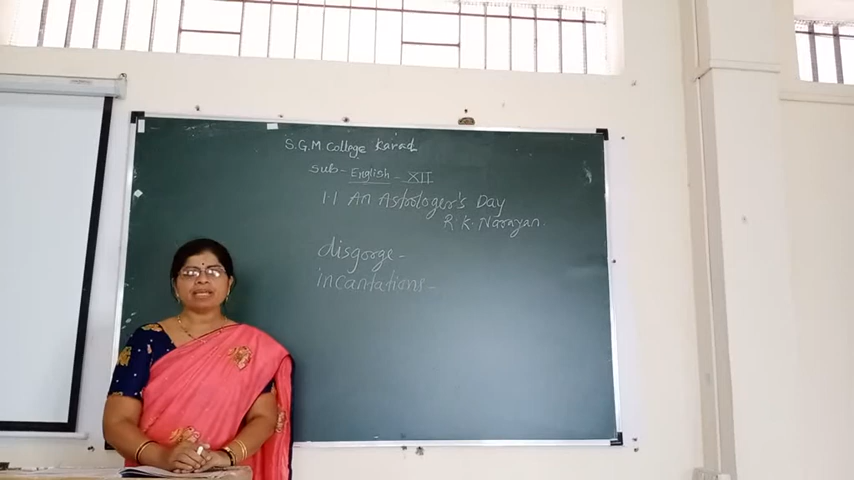 S.G.M College Karad
Sub- English - XII
1.1 An Astrologer's Day
R.K. Narayan.
disgorge -
incantations -